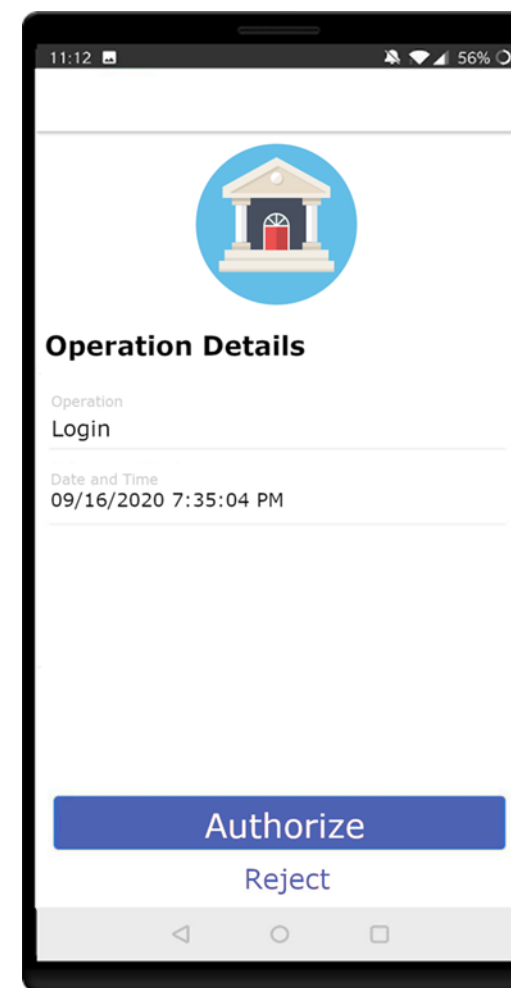 11:12
56%
Operation Details
Operation
Login
Date and Time
09/16/2020 7:35:04 PM
Authorize
Reject